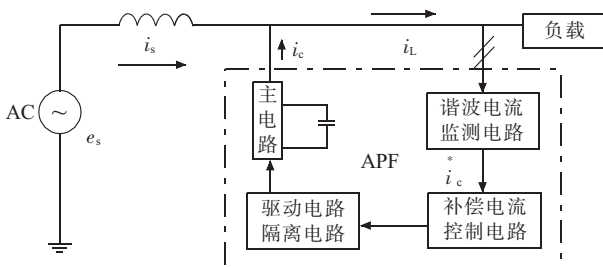 负载
i_s
i_c
i_L
主电路
谐波电流
监测电路
AC
~
e_s
APF
i*_c
驱动电路
隔离电路
补偿电流
控制电路